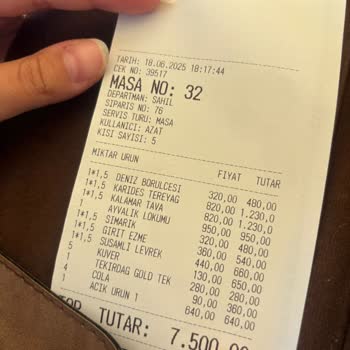 TARIH: 18.06.2025 18:17:44
CEK NO: 39517
MASA NO: 32
DEPARTMAN: SAHIL
SIPARIS NO: 76
SERVIS TURU: MASA
KULLANICI: AZAT
KISI SAYISI: 5
MIKTAR URUN FIYAT TUTAR
1*1,5 DENIZ BORULCESI 320,00 480,00
1*1,5 KARIDES TEREYAG 820,00 1.230,0
1*1,5 KALAMAR TAVA 820,00 1.230,0
1 AYVALIK LOKUMU 950,00 950,00
1*1,5 SIMARIK 320,00 480,00
1*1,5 GIRIT EZME 360,00 540,00
1*1,5 SUSAMLI LEVREK 440,00 660,00
5 KUVER 130,00 650,00
1 TEKIRDAG GOLD TEK 280,00 280,00
4 COLA 90,00 360,00
1 ACIK URUN 1 640,00 640,00
TOP TUTAR: 7.500,00